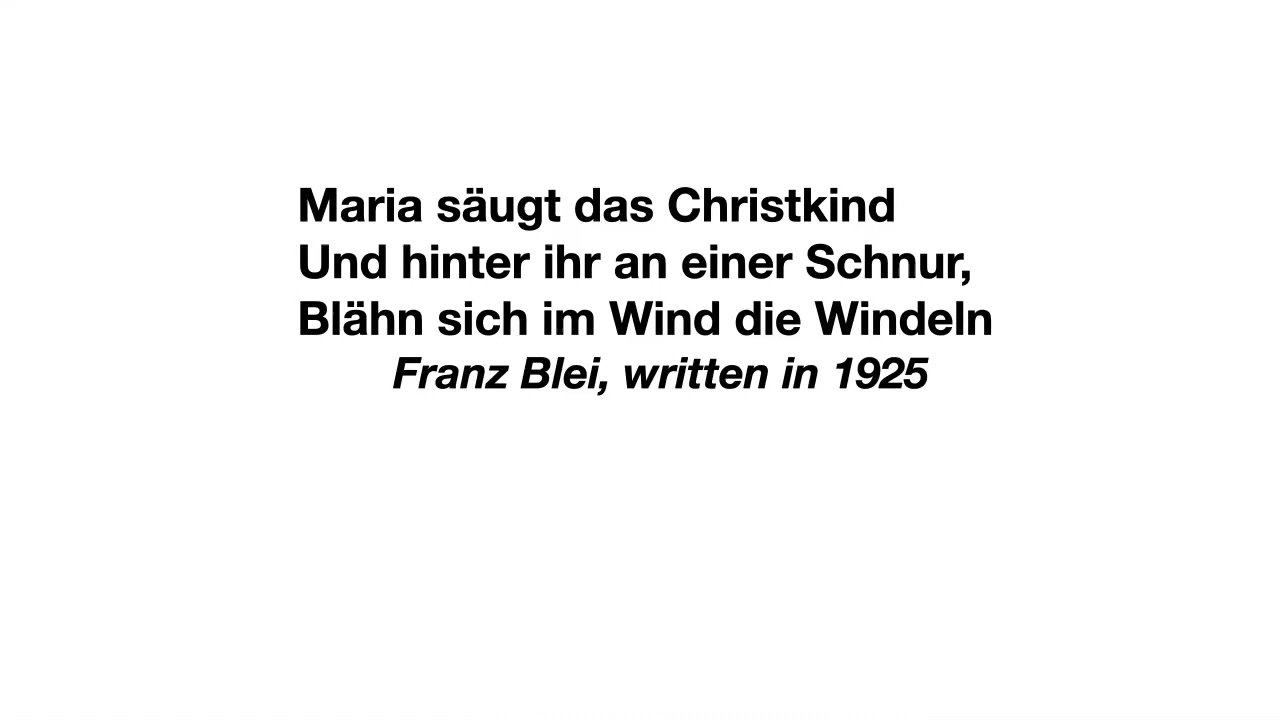 Maria säugt das Christkind
Und hinter ihr an einer Schnur,
Blähn sich im Wind die Windeln
Franz Blei, written in 1925